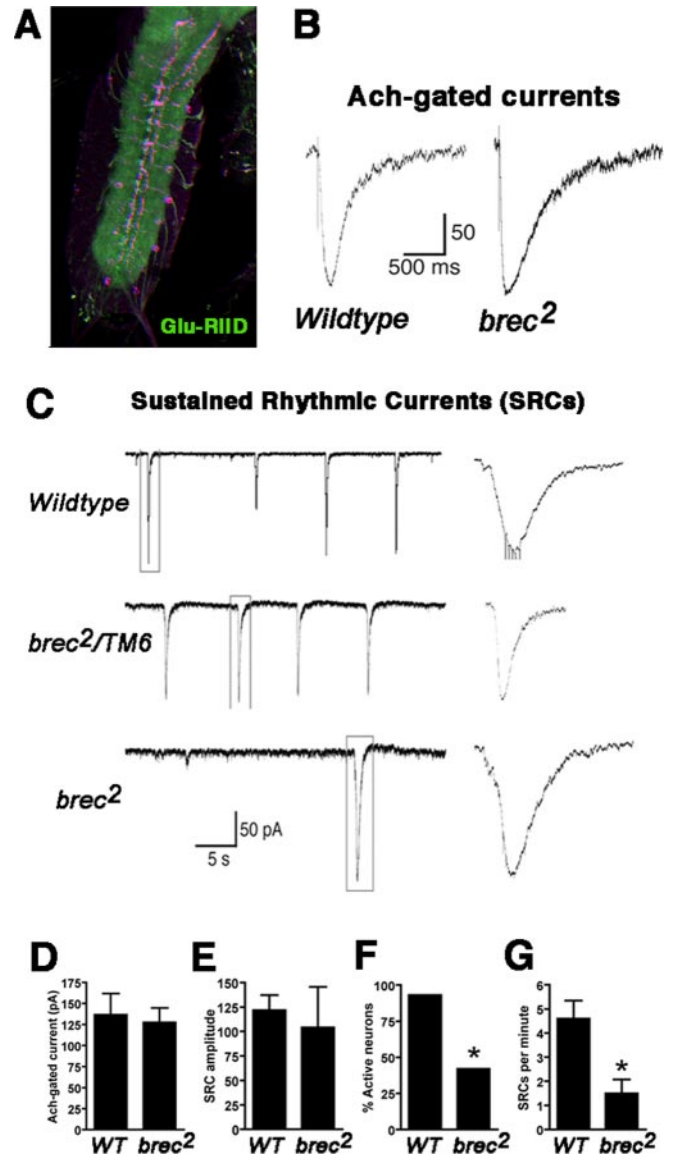 A
Glu-RIID
B
Ach-gated currents
50
500 ms
Wildtype
brec2
C
Sustained Rhythmic Currents (SRCs)
Wildtype
brec2/TM6
brec2
50 pA
5 s
D
Ach-gated current (pA)
175
150
125
100
75
50
25
0
WT brec2
E
SRC amplitude
150
125
100
75
50
25
0
WT brec2
F
% Active neurons
100
75
50
25
0
*
WT brec2
G
SRCs per minute
6
5
4
3
2
1
0
*
WT brec2